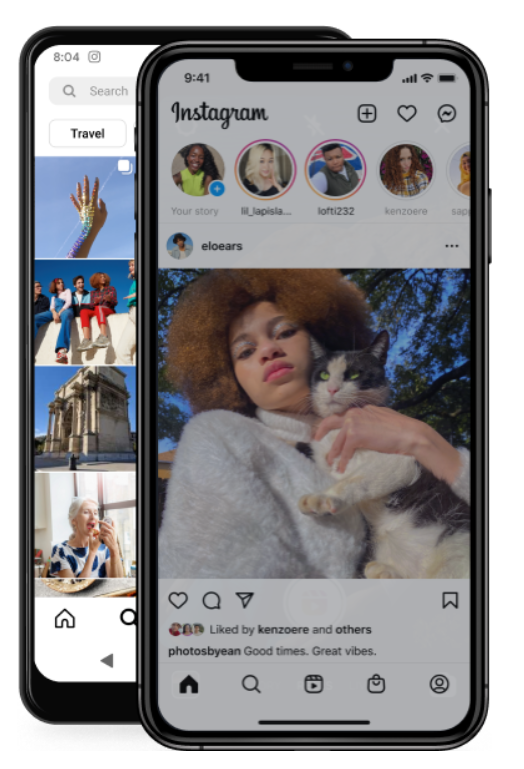 8:04
Search
Travel
9:41
Instagram
Your story
lil_lapisla...
lofti232
kenzoere
sapp
eloears
Liked by kenzoere and others
photosbyean Good times. Great vibes.